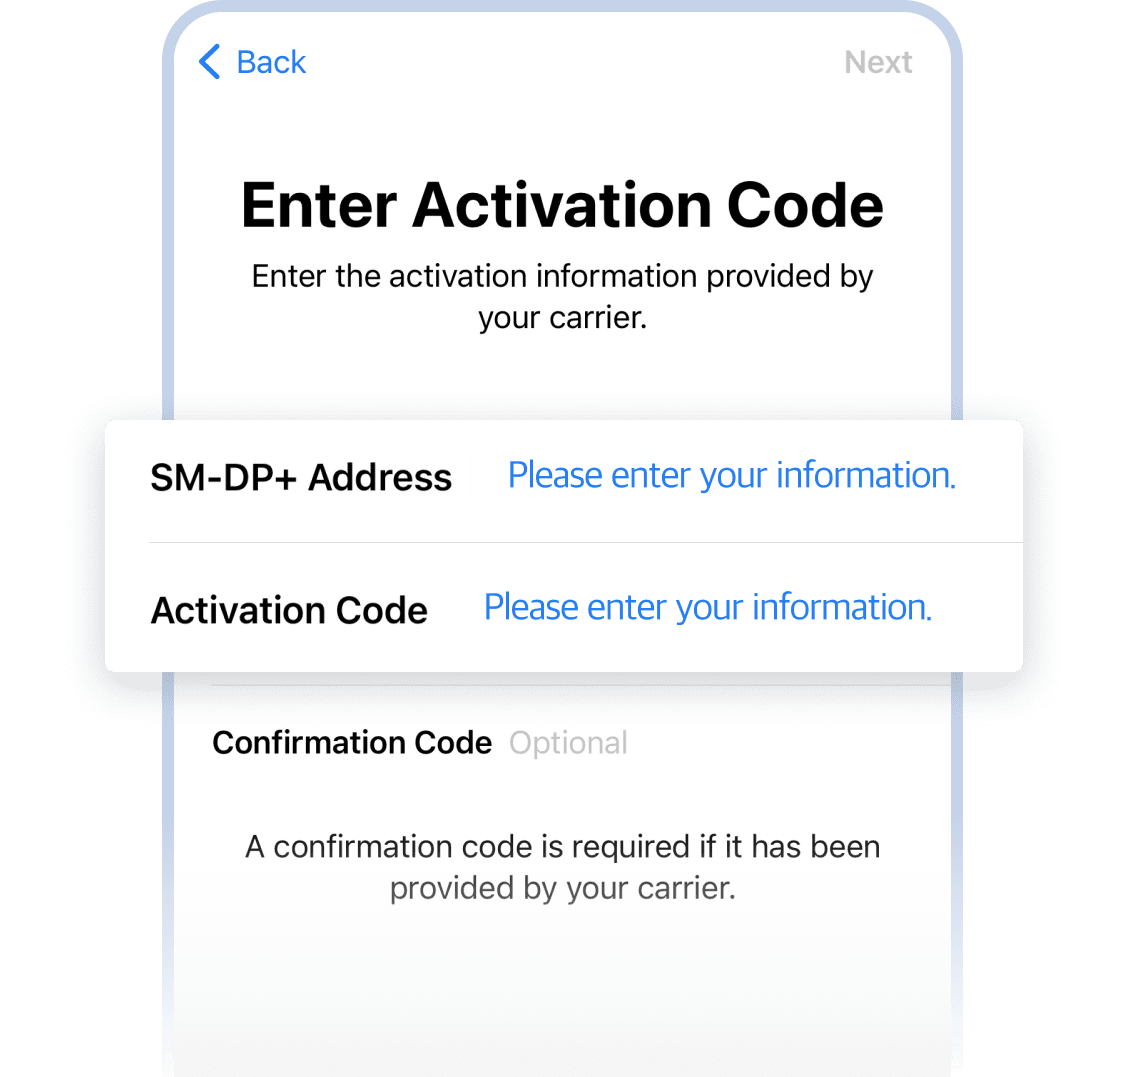 Back
Next
Enter Activation Code
Enter the activation information provided by
your carrier.
SM-DP+ Address
Please enter your information.
Activation Code
Please enter your information.
Confirmation Code Optional
A confirmation code is required if it has been
provided by your carrier.